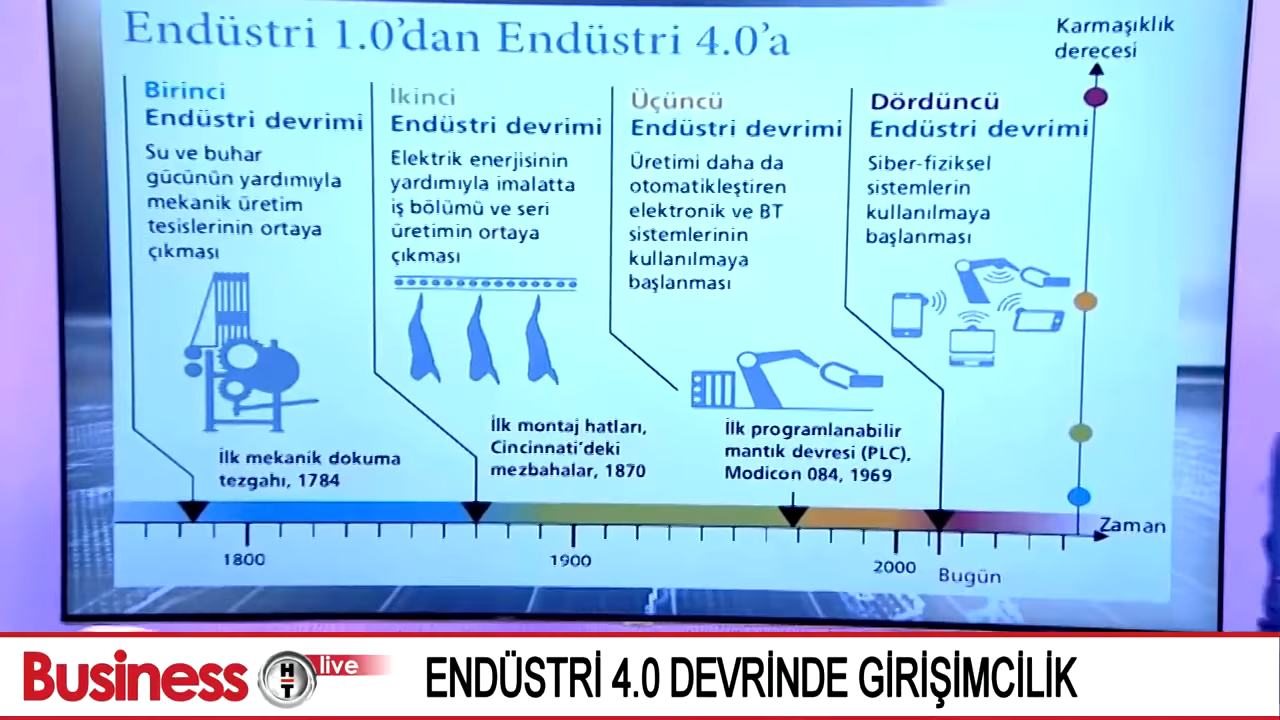 Endüstri 1.0'dan Endüstri 4.0'a
Karmaşıklık
derecesi
Birinci
Endüstri devrimi
Su ve buhar
gücünün yardımıyla
mekanik üretim
tesislerinin ortaya
çıkması
İkinci
Endüstri devrimi
Elektrik enerjisinin
yardımıyla imalatta
iş bölümü ve seri
üretimin ortaya
çıkması
Üçüncü
Endüstri devrimi
Üretimi daha da
otomatikleştiren
elektronik ve BT
sistemlerinin
kullanılmaya
başlanması
Dördüncü
Endüstri devrimi
Siber-fiziksel
sistemlerin
kullanılmaya
başlanması
İlk mekanik dokuma
tezgahı, 1784
İlk montaj hatları,
Cincinnati'deki
mezbahalar, 1870
İlk programlanabilir
mantık devresi (PLC),
Modicon 084, 1969
Zaman
1800
1900
2000
Bugün
Business HT live
ENDÜSTRİ 4.0 DEVRİNDE GİRİŞİMCİLİK